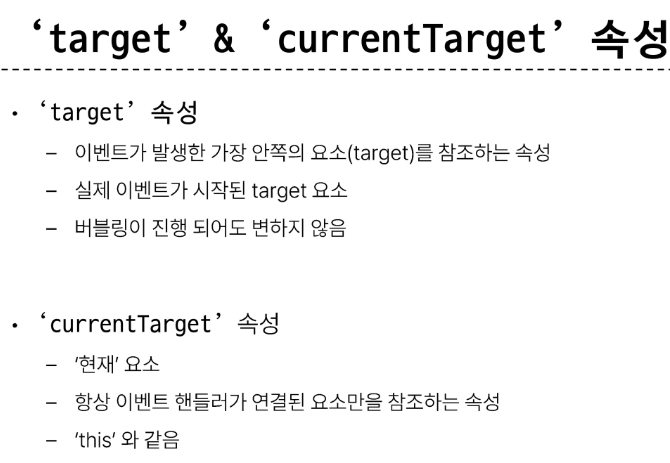 ‘target’ & ‘currentTarget’ 속성
• ‘target’ 속성
– 이벤트가 발생한 가장 안쪽의 요소(target)를 참조하는 속성
– 실제 이벤트가 시작된 target 요소
– 버블링이 진행 되어도 변하지 않음
• ‘currentTarget’ 속성
– ‘현재’ 요소
– 항상 이벤트 핸들러가 연결된 요소만을 참조하는 속성
– ‘this’ 와 같음